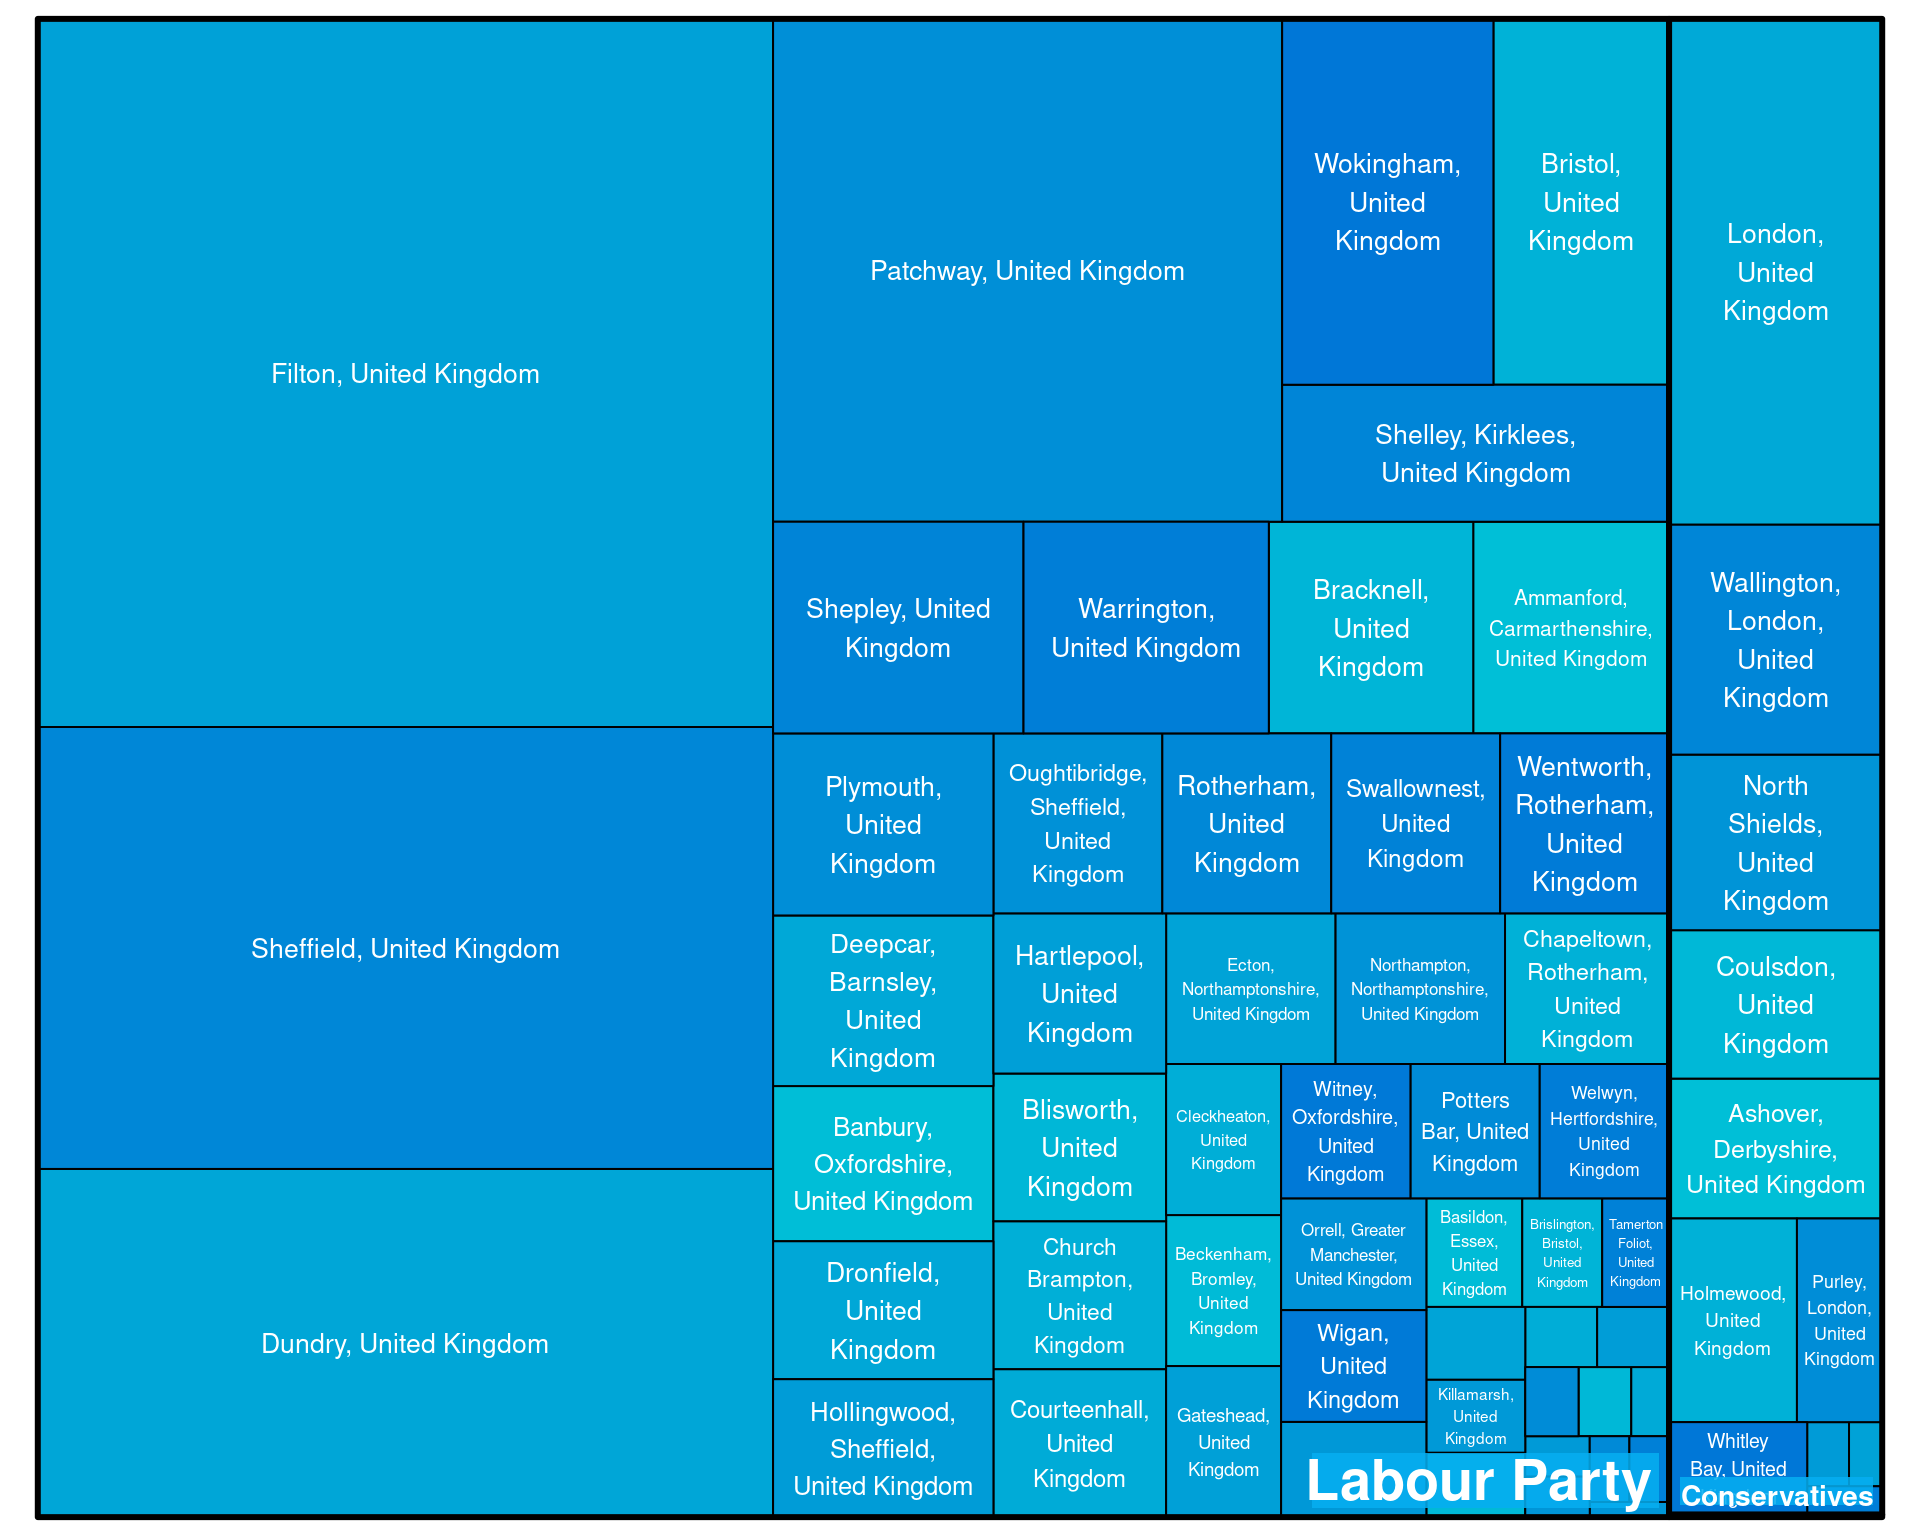 Filton, United Kingdom
Sheffield, United Kingdom
Dundry, United Kingdom
Patchway, United Kingdom
Wokingham,
United
Kingdom
Bristol,
United
Kingdom
Shelley, Kirklees,
United Kingdom
Shepley, United
Kingdom
Warrington,
United Kingdom
Bracknell,
United
Kingdom
Ammanford,
Carmarthenshire,
United Kingdom
Plymouth,
United
Kingdom
Oughtibridge,
Sheffield,
United
Kingdom
Rotherham,
United
Kingdom
Swallownest,
United
Kingdom
Wentworth,
Rotherham,
United
Kingdom
Deepcar,
Barnsley,
United
Kingdom
Hartlepool,
United
Kingdom
Ecton,
Northamptonshire,
United Kingdom
Northampton,
Northamptonshire,
United Kingdom
Chapeltown,
Rotherham,
United
Kingdom
Banbury,
Oxfordshire,
United Kingdom
Blisworth,
United
Kingdom
Cleckheaton,
United
Kingdom
Witney,
Oxfordshire,
United
Kingdom
Potters
Bar, United
Kingdom
Welwyn,
Hertfordshire,
United
Kingdom
Dronfield,
United
Kingdom
Church
Brampton,
United
Kingdom
Beckenham,
Bromley,
United
Kingdom
Orrell, Greater
Manchester,
United Kingdom
Basildon,
Essex,
United
Kingdom
Brislington,
Bristol,
United
Kingdom
Tamerton
Foliot,
United
Kingdom
Hollingwood,
Sheffield,
United Kingdom
Courteenhall,
United
Kingdom
Gateshead,
United
Kingdom
Wigan,
United
Kingdom
Killamarsh,
United
Kingdom
Labour Party
London,
United
Kingdom
Wallington,
London,
United
Kingdom
North
Shields,
United
Kingdom
Coulsdon,
United
Kingdom
Ashover,
Derbyshire,
United Kingdom
Holmewood,
United
Kingdom
Purley,
London,
United
Kingdom
Whitley
Bay, United
Conservatives